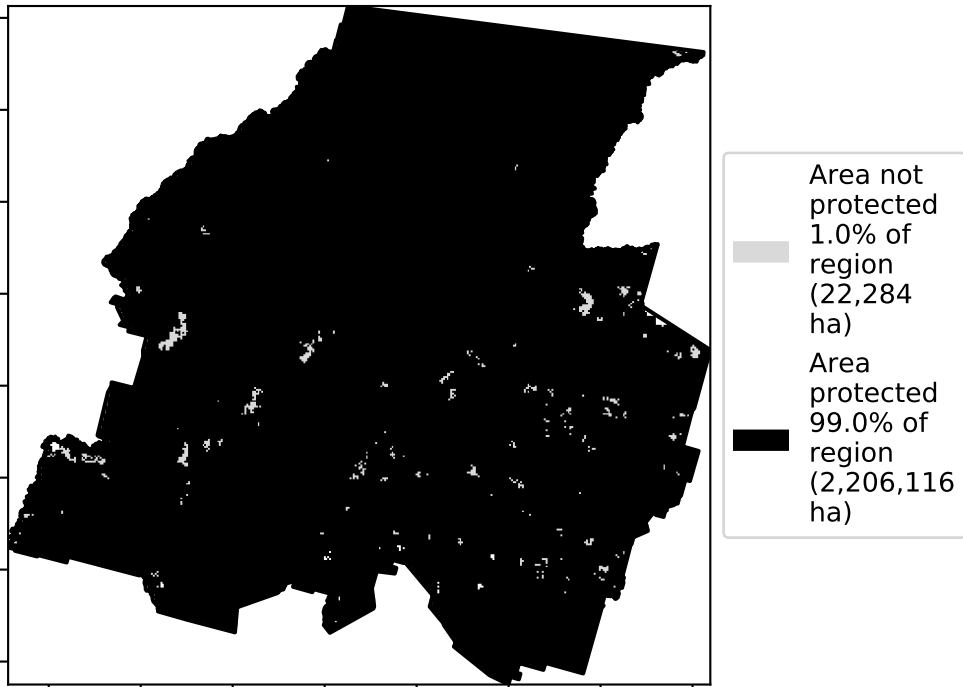 Area not
protected
1.0% of
region
(22,284
ha)
Area
protected
99.0% of
region
(2,206,116
ha)